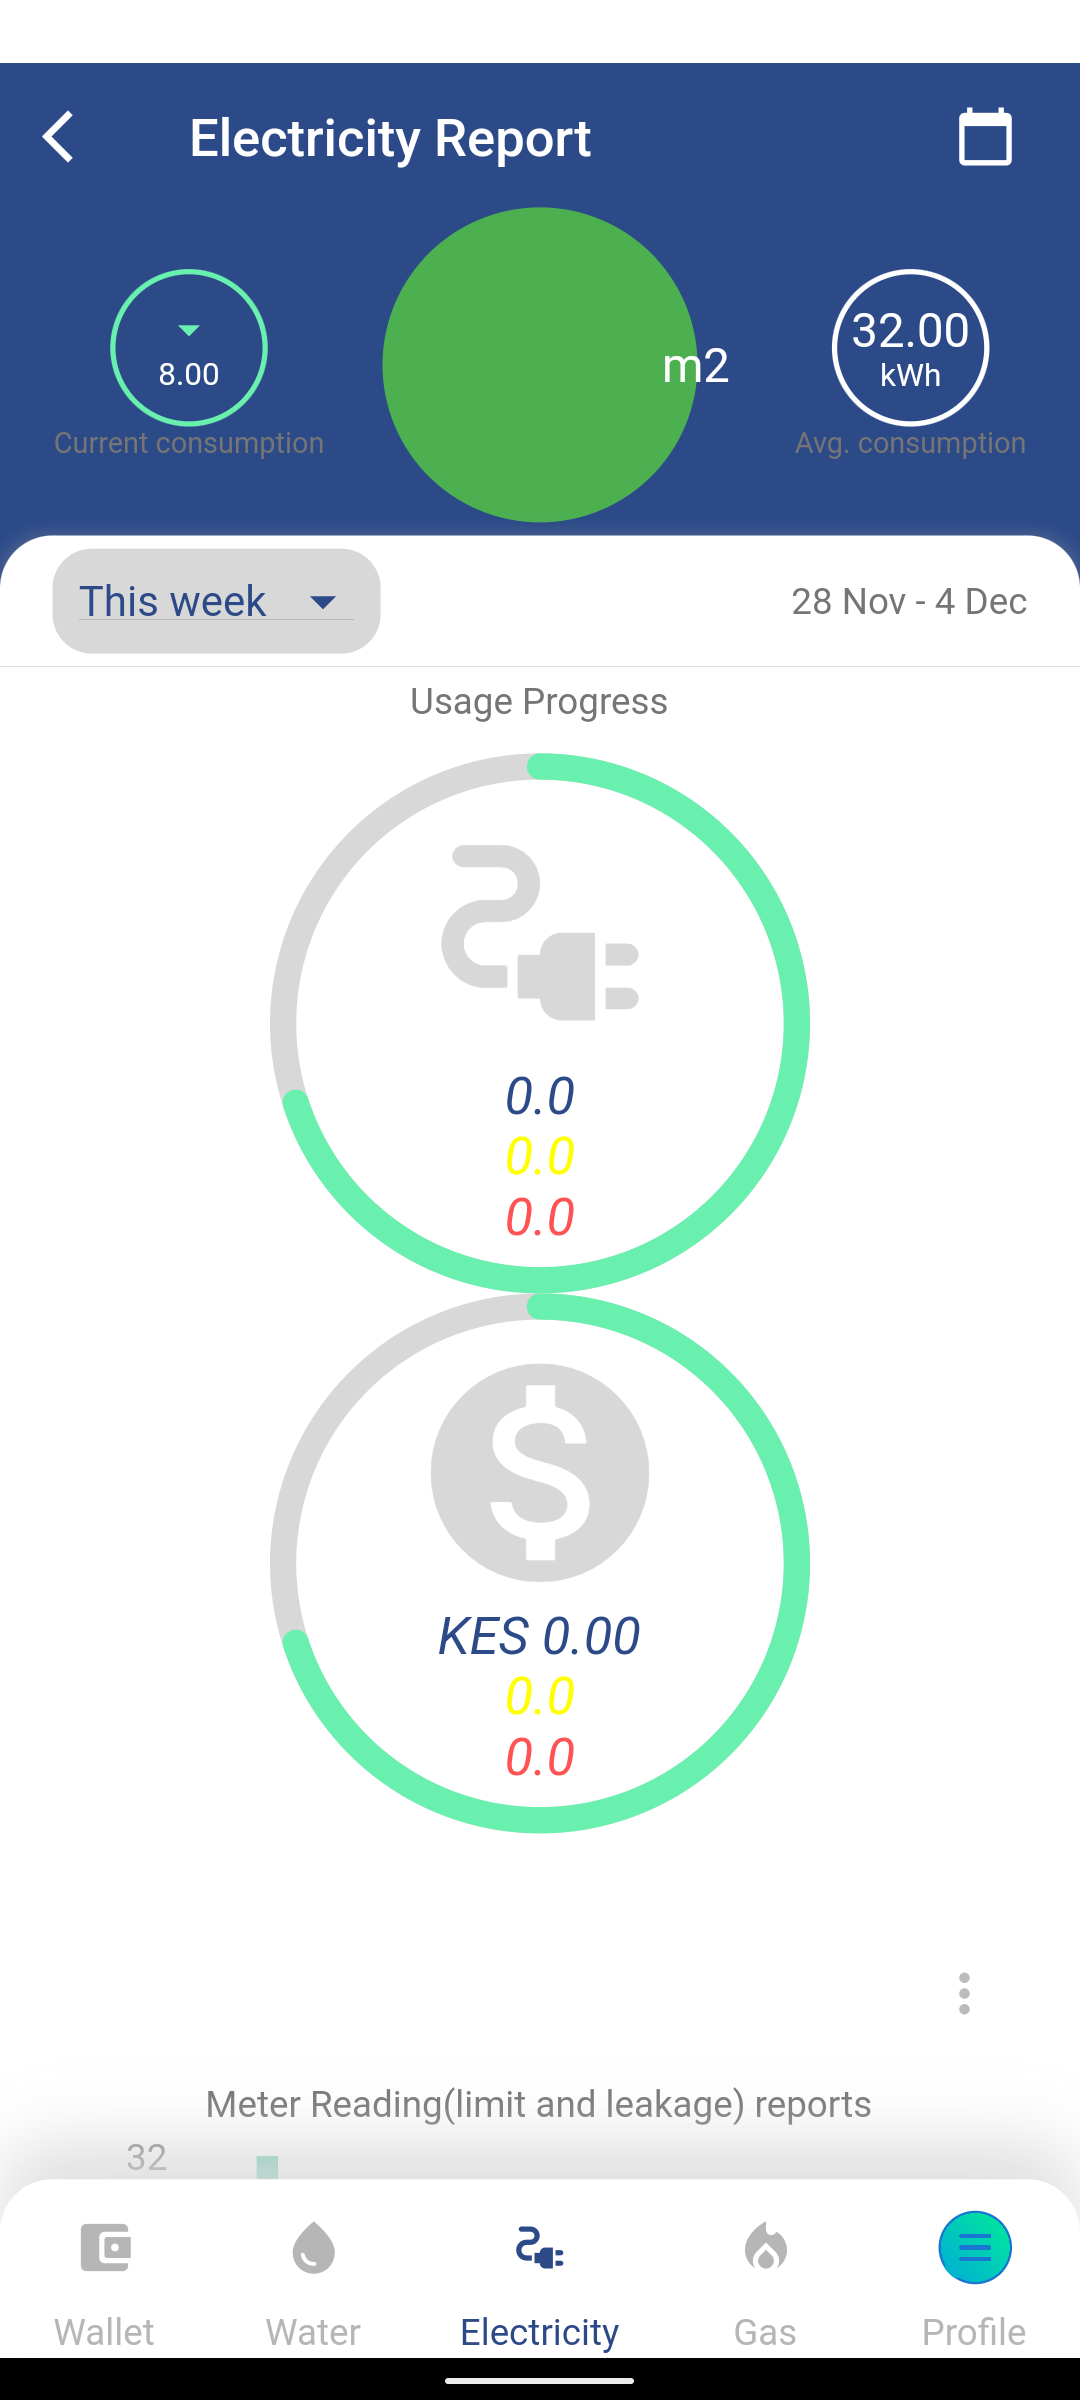 Electricity Report
8.00
Current consumption
m2
32.00
kWh
Avg. consumption
This week
28 Nov - 4 Dec
Usage Progress
0.0
0.0
0.0
$
KES 0.00
0.0
0.0
Meter Reading(limit and leakage) reports
32
Wallet
Water
Electricity
Gas
Profile